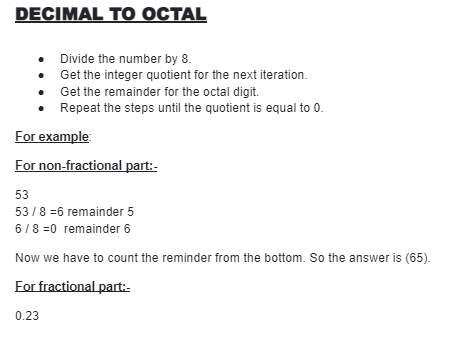 DECIMAL TO OCTAL
• Divide the number by 8.
• Get the integer quotient for the next iteration.
• Get the remainder for the octal digit.
• Repeat the steps until the quotient is equal to 0.
For example:
For non-fractional part:-
53
53 / 8 =6 remainder 5
6 / 8 =0  remainder 6
Now we have to count the reminder from the bottom. So the answer is (65).
For fractional part:-
0.23